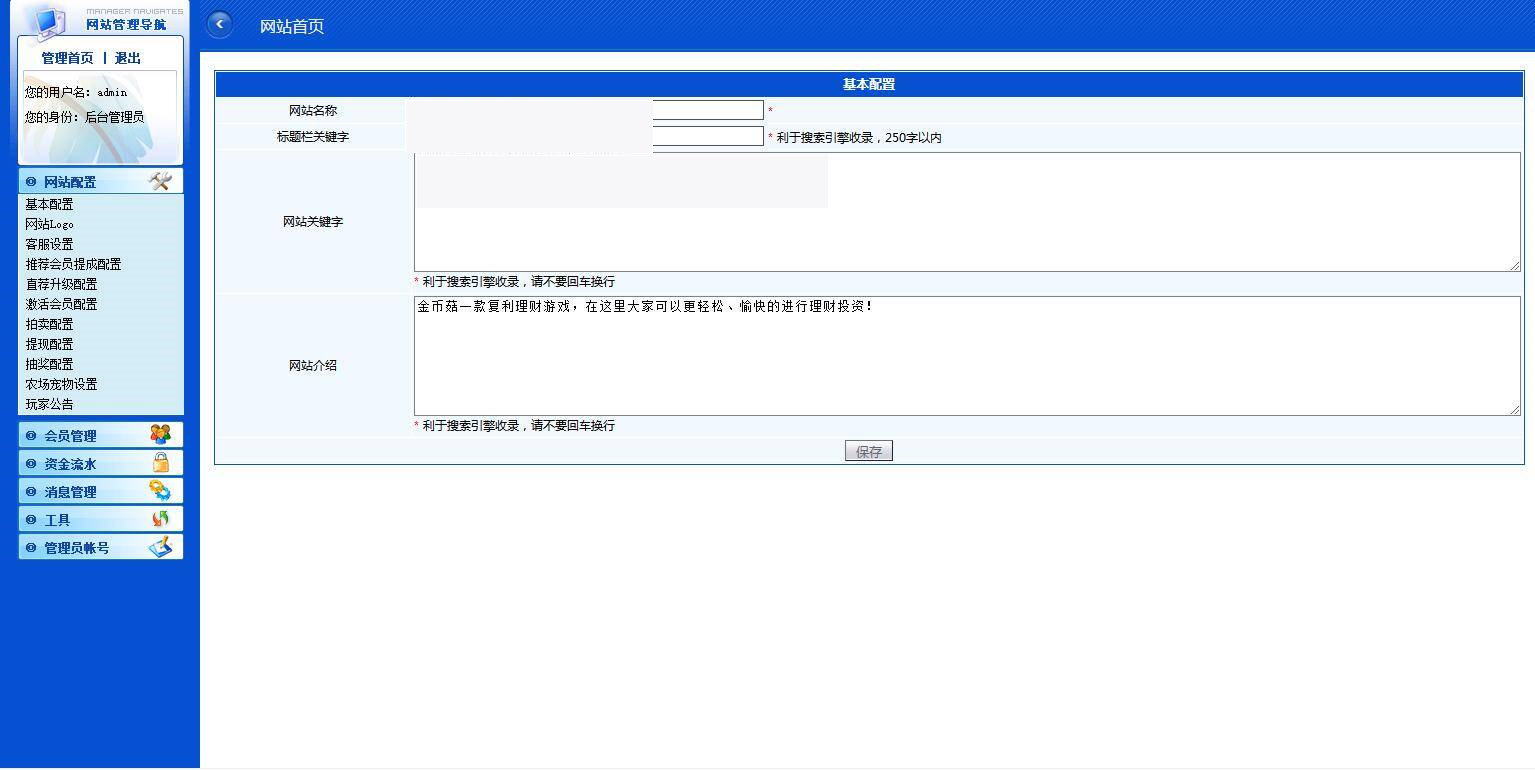 MANAGER NAVIGATES
网站管理导航
管理首页 | 退出
您的用户名：admin
您的身份：后台管理员
网站配置
基本配置
网站Logo
客服设置
推荐会员提成配置
直荐升级配置
激活会员配置
拍卖配置
提现配置
抽奖配置
农场宠物设置
玩家公告
会员管理
资金流水
消息管理
工具
管理员帐号
网站首页
基本配置
网站名称 *
标题栏关键字 * 利于搜索引擎收录，250字以内
网站关键字
* 利于搜索引擎收录，请不要回车换行
网站介绍
金币菇一款复利理财游戏，在这里大家可以更轻松、愉快的进行理财投资！
* 利于搜索引擎收录，请不要回车换行
保存